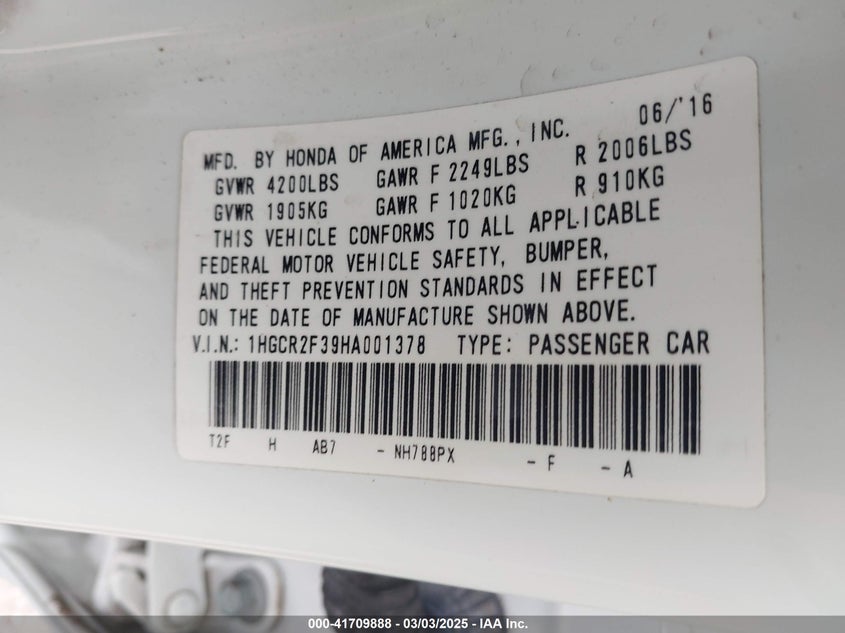 06/'16
MFD. BY HONDA OF AMERICA MFG., INC.
GVWR 4200LBS GAWR F 2249LBS R 2006LBS
GVWR 1905KG GAWR F 1020KG R 910KG
THIS VEHICLE CONFORMS TO ALL APPLICABLE
FEDERAL MOTOR VEHICLE SAFETY, BUMPER,
AND THEFT PREVENTION STANDARDS IN EFFECT
ON THE DATE OF MANUFACTURE SHOWN ABOVE.
V.I.N.: 1HGCR2F39HA001378 TYPE: PASSENGER CAR
T2F H AB7 - NH788PX - F - A
000-41709888 - 03/03/2025 - IAA Inc.